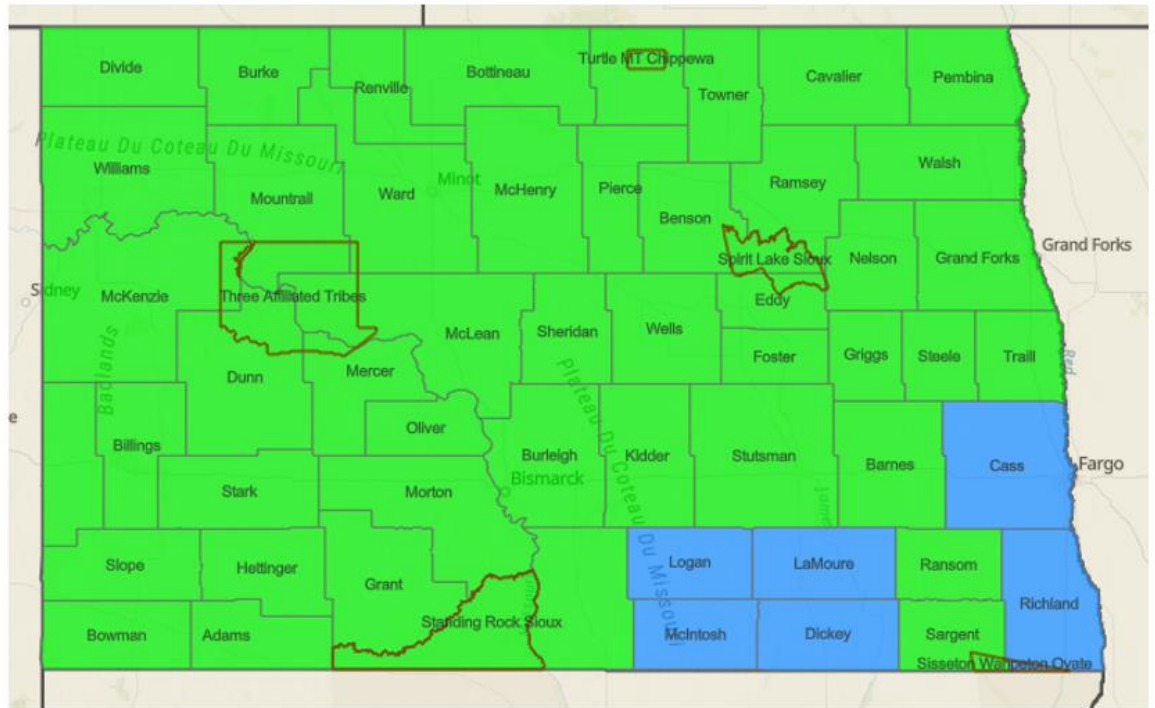 Divide
Burke
Renville
Bottineau
Turtle MT Chippewa
Towner
Cavalier
Pembina
Plateau Du Coteau Du Missouri
Williams
Mountrail
Ward
Minot
McHenry
Pierce
Benson
Ramsey
Walsh
Grand Forks
Sidney
McKenzie
Three Affiliated Tribes
McLean
Sheridan
Wells
Spirit Lake Sioux
Eddy
Nelson
Grand Forks
Badlands
Dunn
Mercer
Foster
Griggs
Steele
Traill
Red
e
Billings
Oliver
Burleigh
Bismarck
Kidder
Plateau Du Coteau Du Missouri
Stutsman
Barnes
Cass
Fargo
Stark
Morton
Slope
Hettinger
Grant
Logan
LaMoure
Ransom
Richland
Bowman
Adams
Standing Rock Sioux
McIntosh
Dickey
Sargent
Sisseton Wahpeton Oyate